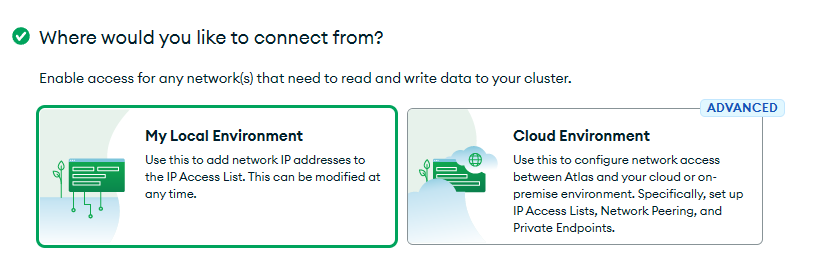 Where would you like to connect from?
Enable access for any network(s) that need to read and write data to your cluster.
My Local Environment
Use this to add network IP addresses to
the IP Access List. This can be modified at
any time.
ADVANCED
Cloud Environment
Use this to configure network access
between Atlas and your cloud or on-
premise environment. Specifically, set up
IP Access Lists, Network Peering, and
Private Endpoints.